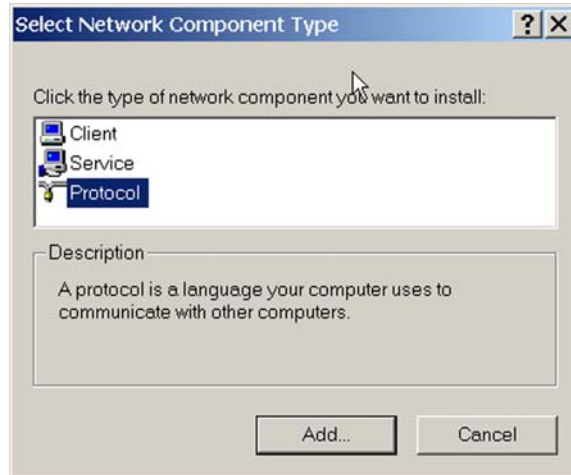 Select Network Component Type
Click the type of network component you want to install:
Client
Service
Protocol
Description
A protocol is a language your computer uses to
communicate with other computers.
Add... Cancel